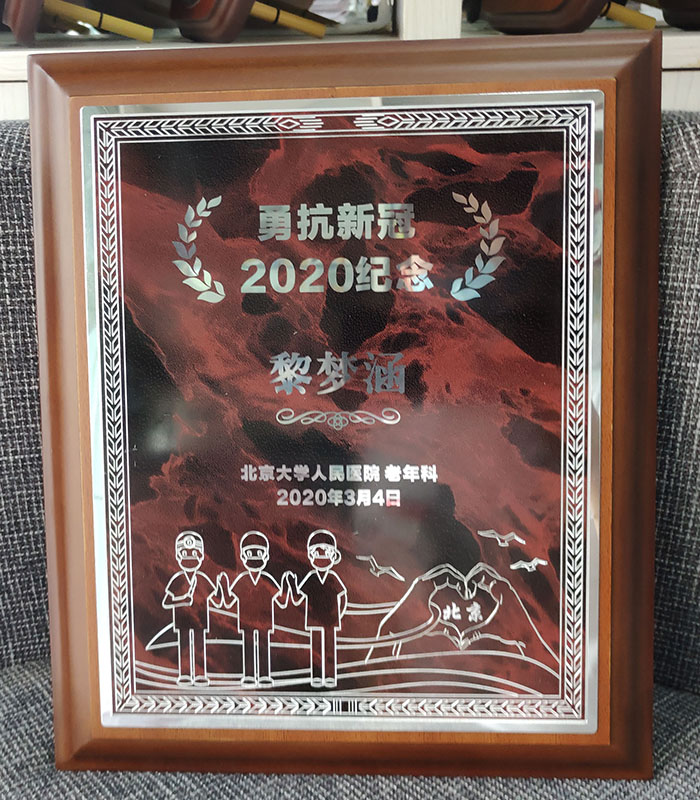 勇抗新冠
2020纪念
黎梦涵
北京大学人民医院 老年科
2020年3月4日
北京